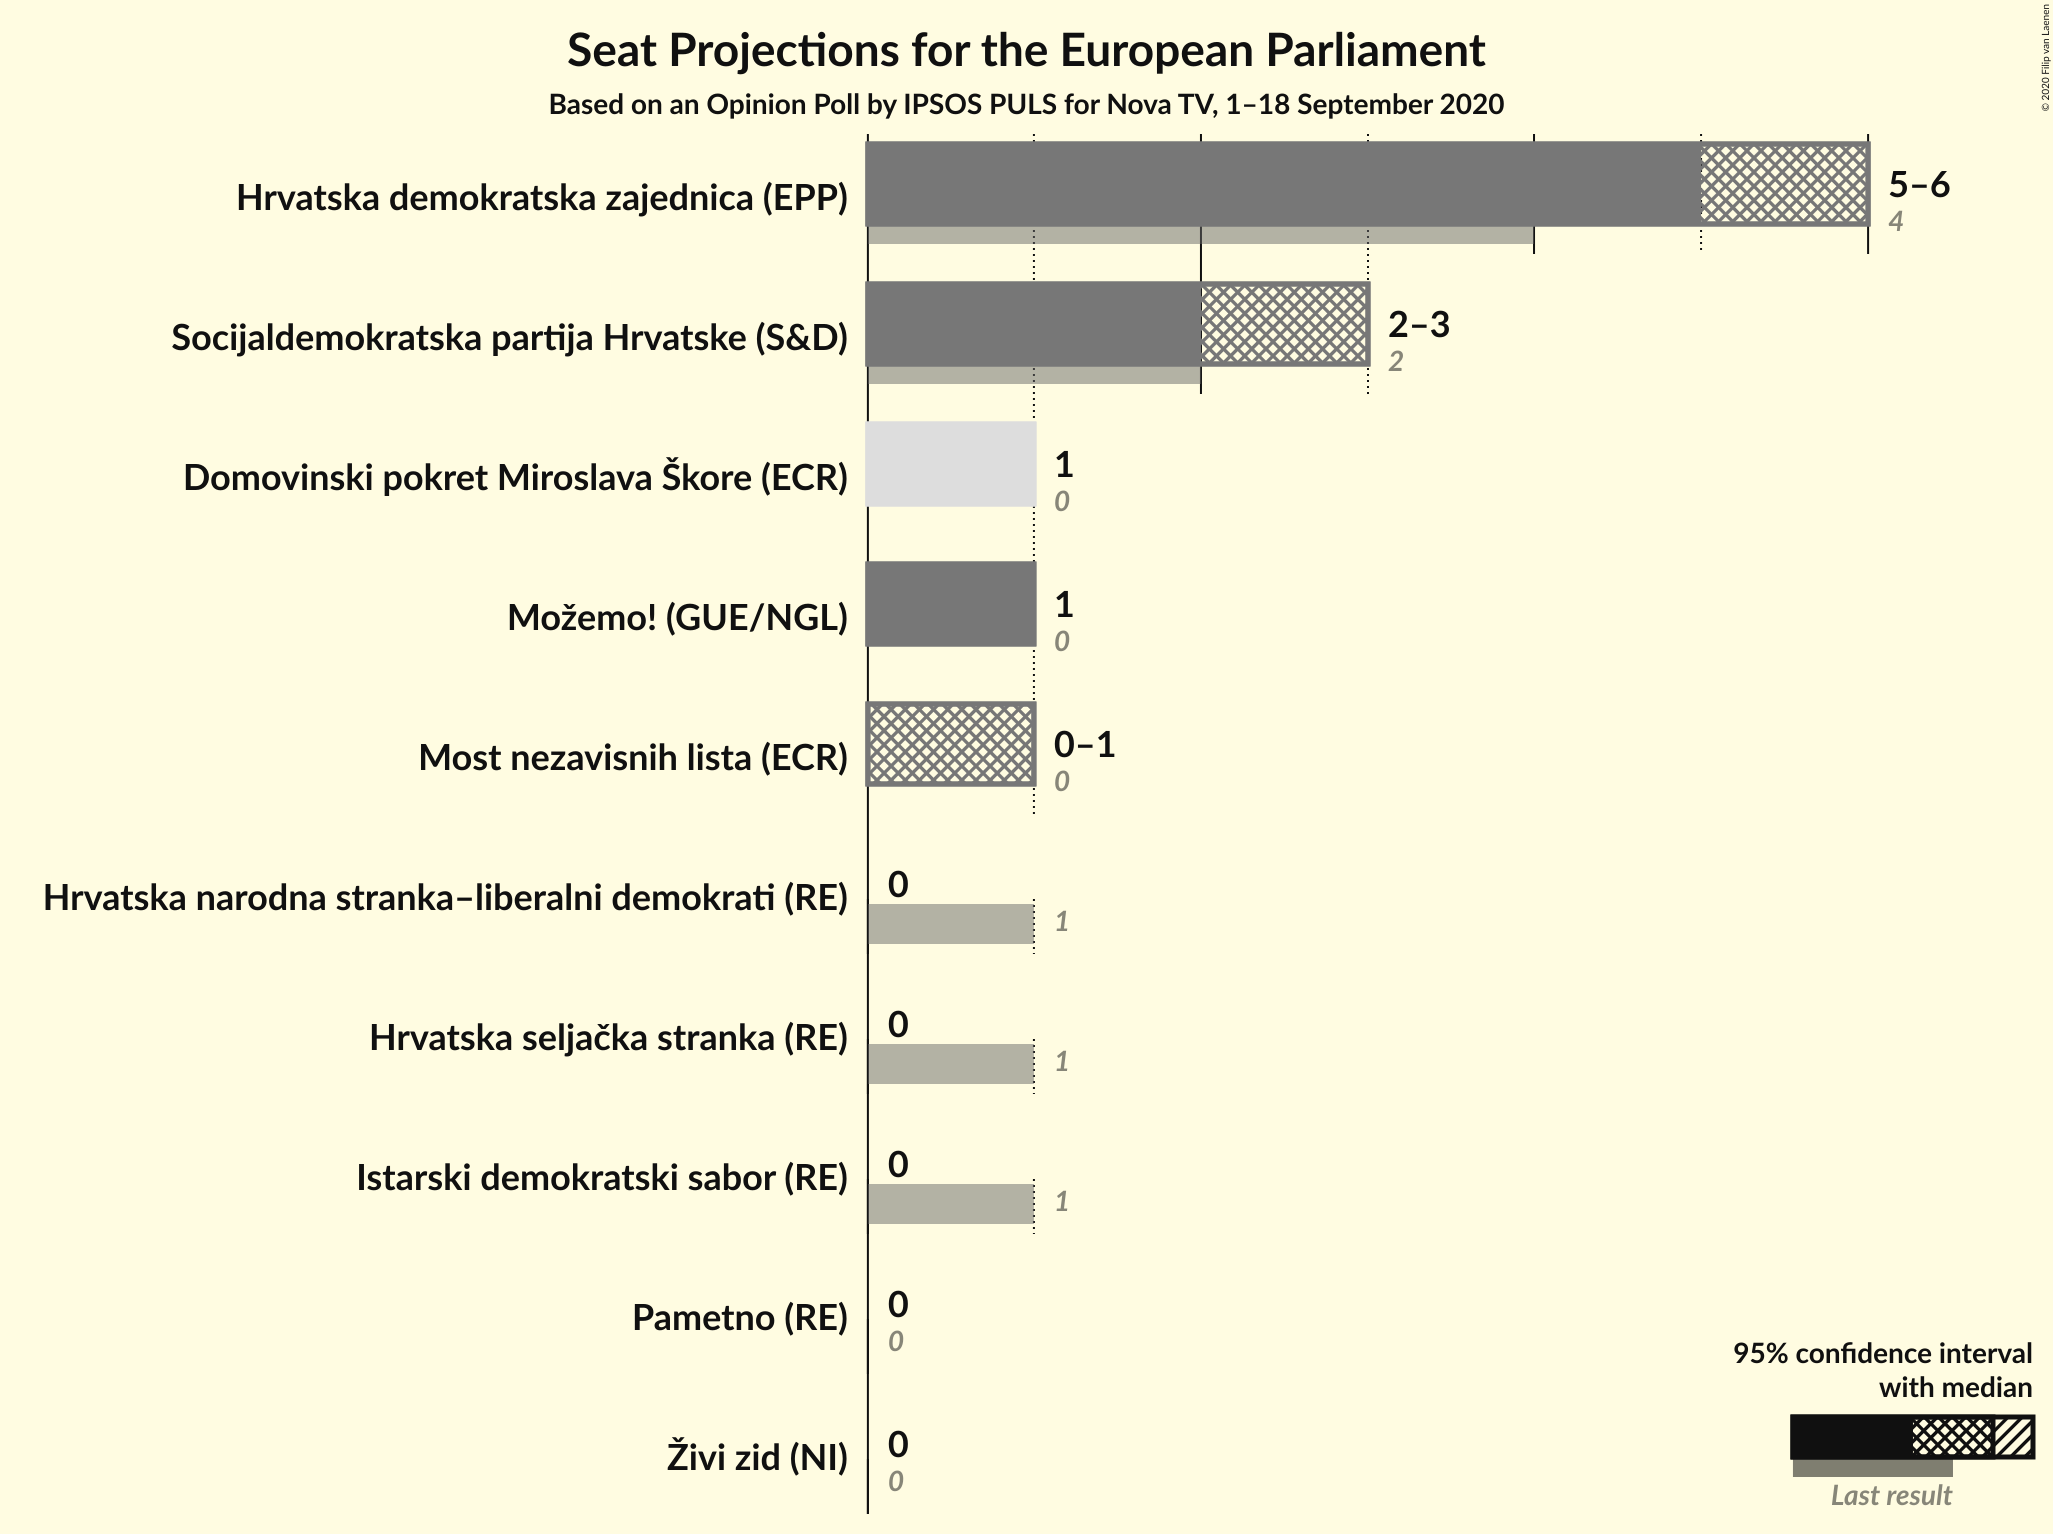 Seat Projections for the European Parliament
Based on an Opinion Poll by IPSOS PULS for Nova TV, 1–18 September 2020
© 2020 Filip van Laenen
Hrvatska demokratska zajednica (EPP)
5–6
4
Socijaldemokratska partija Hrvatske (S&D)
2–3
2
Domovinski pokret Miroslava Škore (ECR)
1
0
Možemo! (GUE/NGL)
1
0
Most nezavisnih lista (ECR)
0–1
0
Hrvatska narodna stranka–liberalni demokrati (RE)
0
1
Hrvatska seljačka stranka (RE)
0
1
Istarski demokratski sabor (RE)
0
1
Pametno (RE)
0
0
Živi zid (NI)
0
0
95% confidence interval
with median
Last result